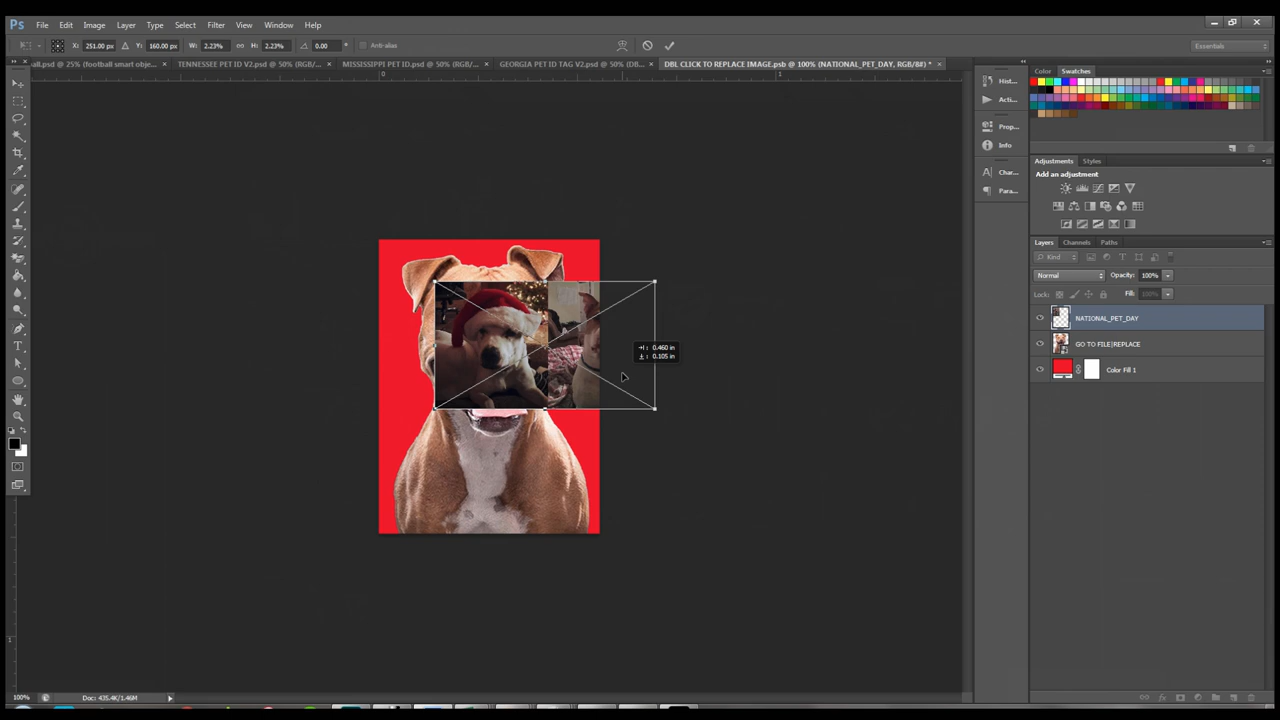 Ps File Edit Image Layer Type Select Filter View Window Help
X: 251.00 px Y: 160.00 px W: 2.23% H: 2.23% 0.00 ° Anti-alias Essentials
all.psd @ 25% (football smart obje... × TENNESSEE PET ID V2.psd @ 50% (RGB/... × MISSISSIPPI PET ID.psd @ 50% (RGB/... × GEORGIA PET ID TAG V2.psd @ 50% (DB... × DBL CLICK TO REPLACE IMAGE.psb @ 100% (NATIONAL_PET_DAY, RGB/8#) * ×
0 1
Hist...
Acti...
Prop...
Info
Char...
Para...
Color Swatches
Adjustments Styles
Add an adjustment
Layers Channels Paths
Kind
Normal Opacity: 100%
Lock: Fill: 100%
NATIONAL_PET_DAY
GO TO FILE|REPLACE
Color Fill 1
: 0.460 in
: 0.105 in
1
100% Doc: 435.4K/1.46M